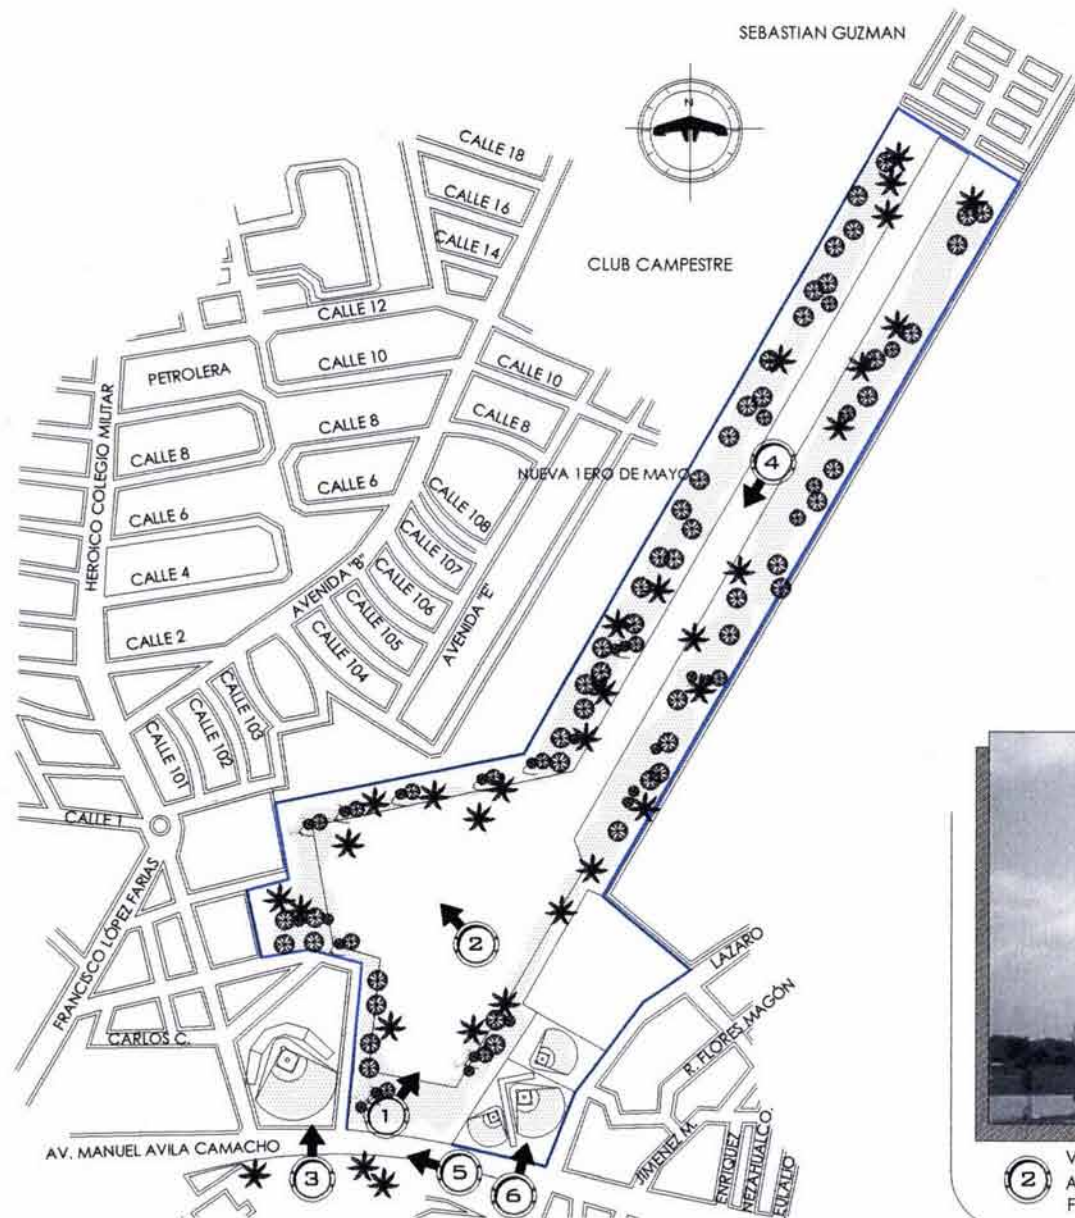 SEBASTIAN GUZMAN
N
CALLE 18
CALLE 16
CALLE 14
CLUB CAMPESTRE
CALLE 12
CALLE 10
CALLE 10
PETROLERA
CALLE 8
CALLE 8
CALLE 8
HEROICO COLEGIO MILITAR
CALLE 6
CALLE 6
NUEVA 1ERO DE MAYO
4
CALLE 108
CALLE 107
CALLE 106
CALLE 105
CALLE 104
CALLE 4
AVENIDA "B"
AVENIDA "E"
CALLE 2
CALLE 103
CALLE 102
CALLE 101
CALLE 1
FRANCISCO LÓPEZ FARIAS
2
LAZARO
R. FLORES MAGÓN
CARLOS C.
1
AV. MANUEL AVILA CAMACHO
3
5
6
JIMENEZ M.
ENRIQUEZ
NEZAHUALCO.
EULALIO
2
V
A
F